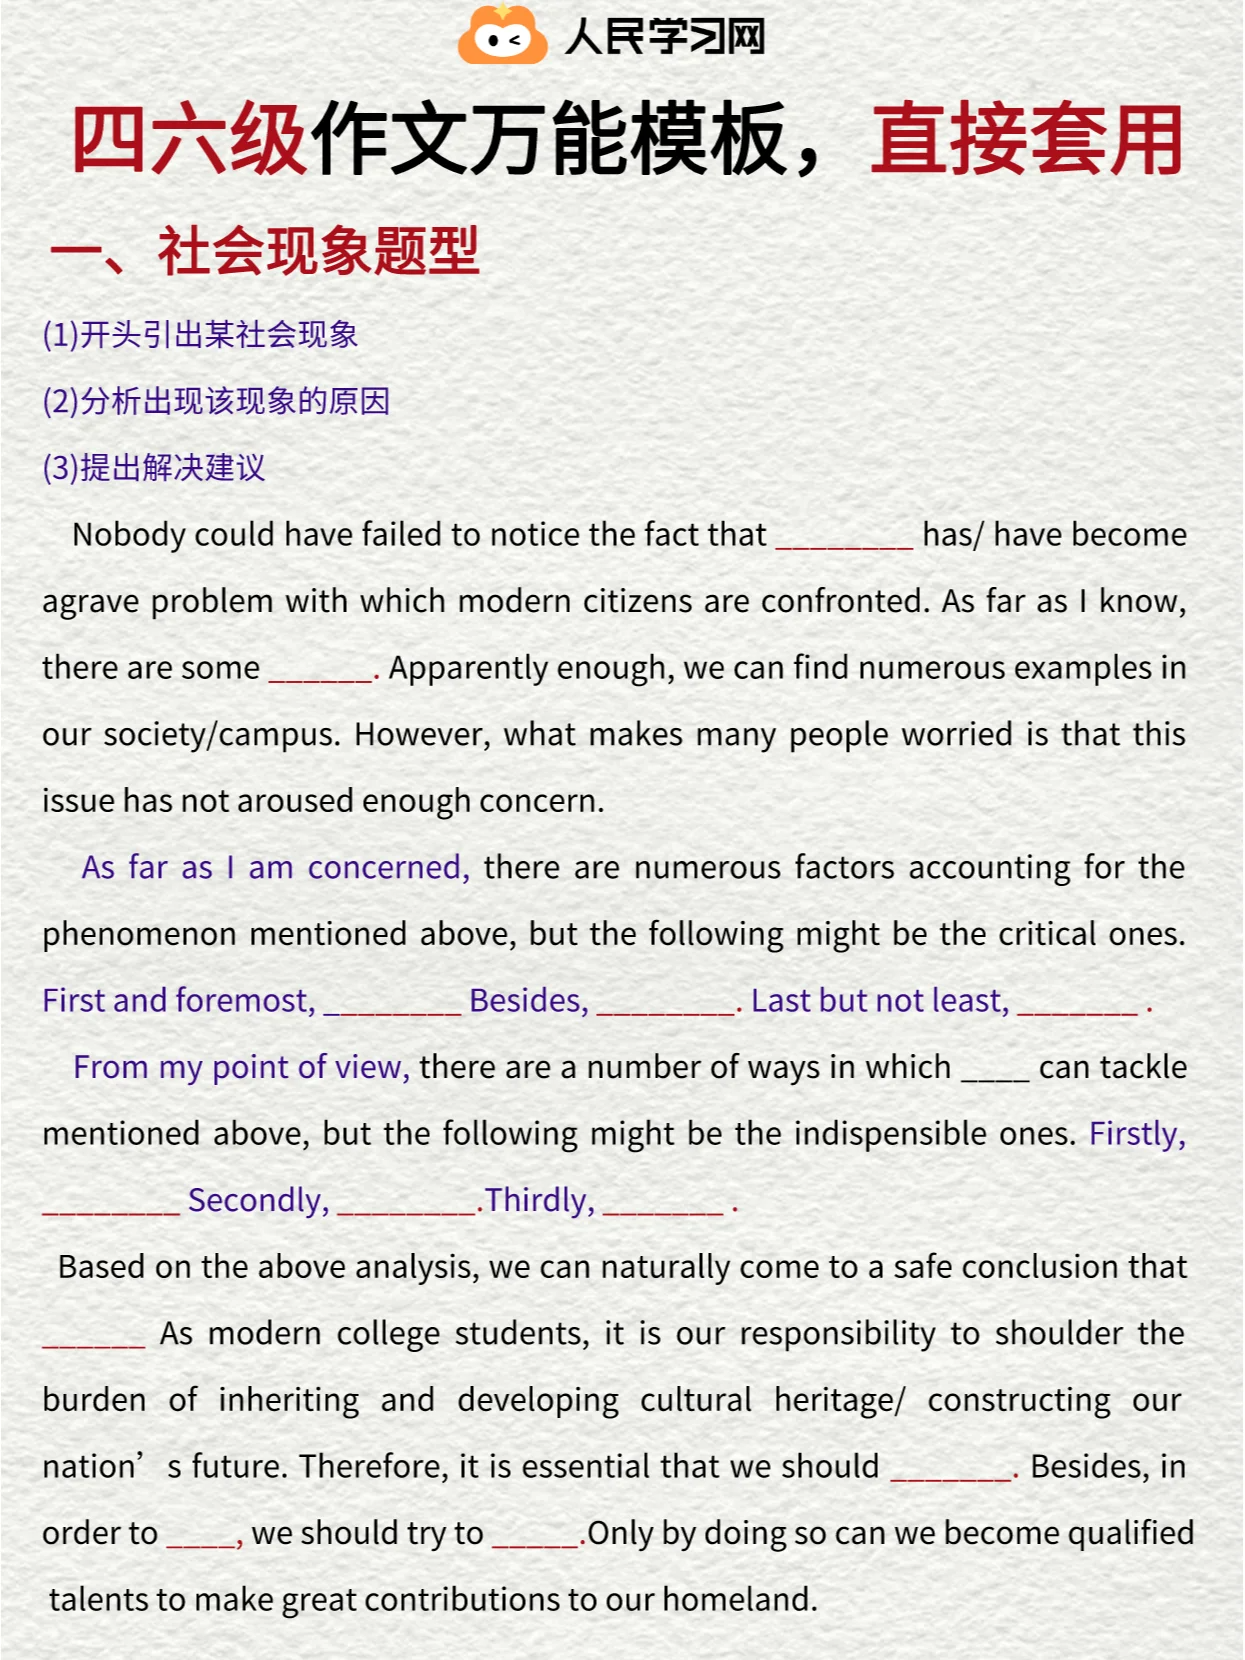 人民学习网
四六级作文万能模板，直接套用
一、社会现象题型
(1)开头引出某社会现象
(2)分析出现该现象的原因
(3)提出解决建议
Nobody could have failed to notice the fact that ________ has/ have become
agrave problem with which modern citizens are confronted. As far as I know,
there are some ______. Apparently enough, we can find numerous examples in
our society/campus. However, what makes many people worried is that this
issue has not aroused enough concern.
As far as I am concerned, there are numerous factors accounting for the
phenomenon mentioned above, but the following might be the critical ones.
First and foremost, ________ Besides, ________. Last but not least, _______ .
From my point of view, there are a number of ways in which ____ can tackle
mentioned above, but the following might be the indispensible ones. Firstly,
________ Secondly, ________.Thirdly, _______ .
Based on the above analysis, we can naturally come to a safe conclusion that
______ As modern college students, it is our responsibility to shoulder the
burden of inheriting and developing cultural heritage/ constructing our
nation’s future. Therefore, it is essential that we should _______. Besides, in
order to ____, we should try to _____.Only by doing so can we become qualified
talents to make great contributions to our homeland.